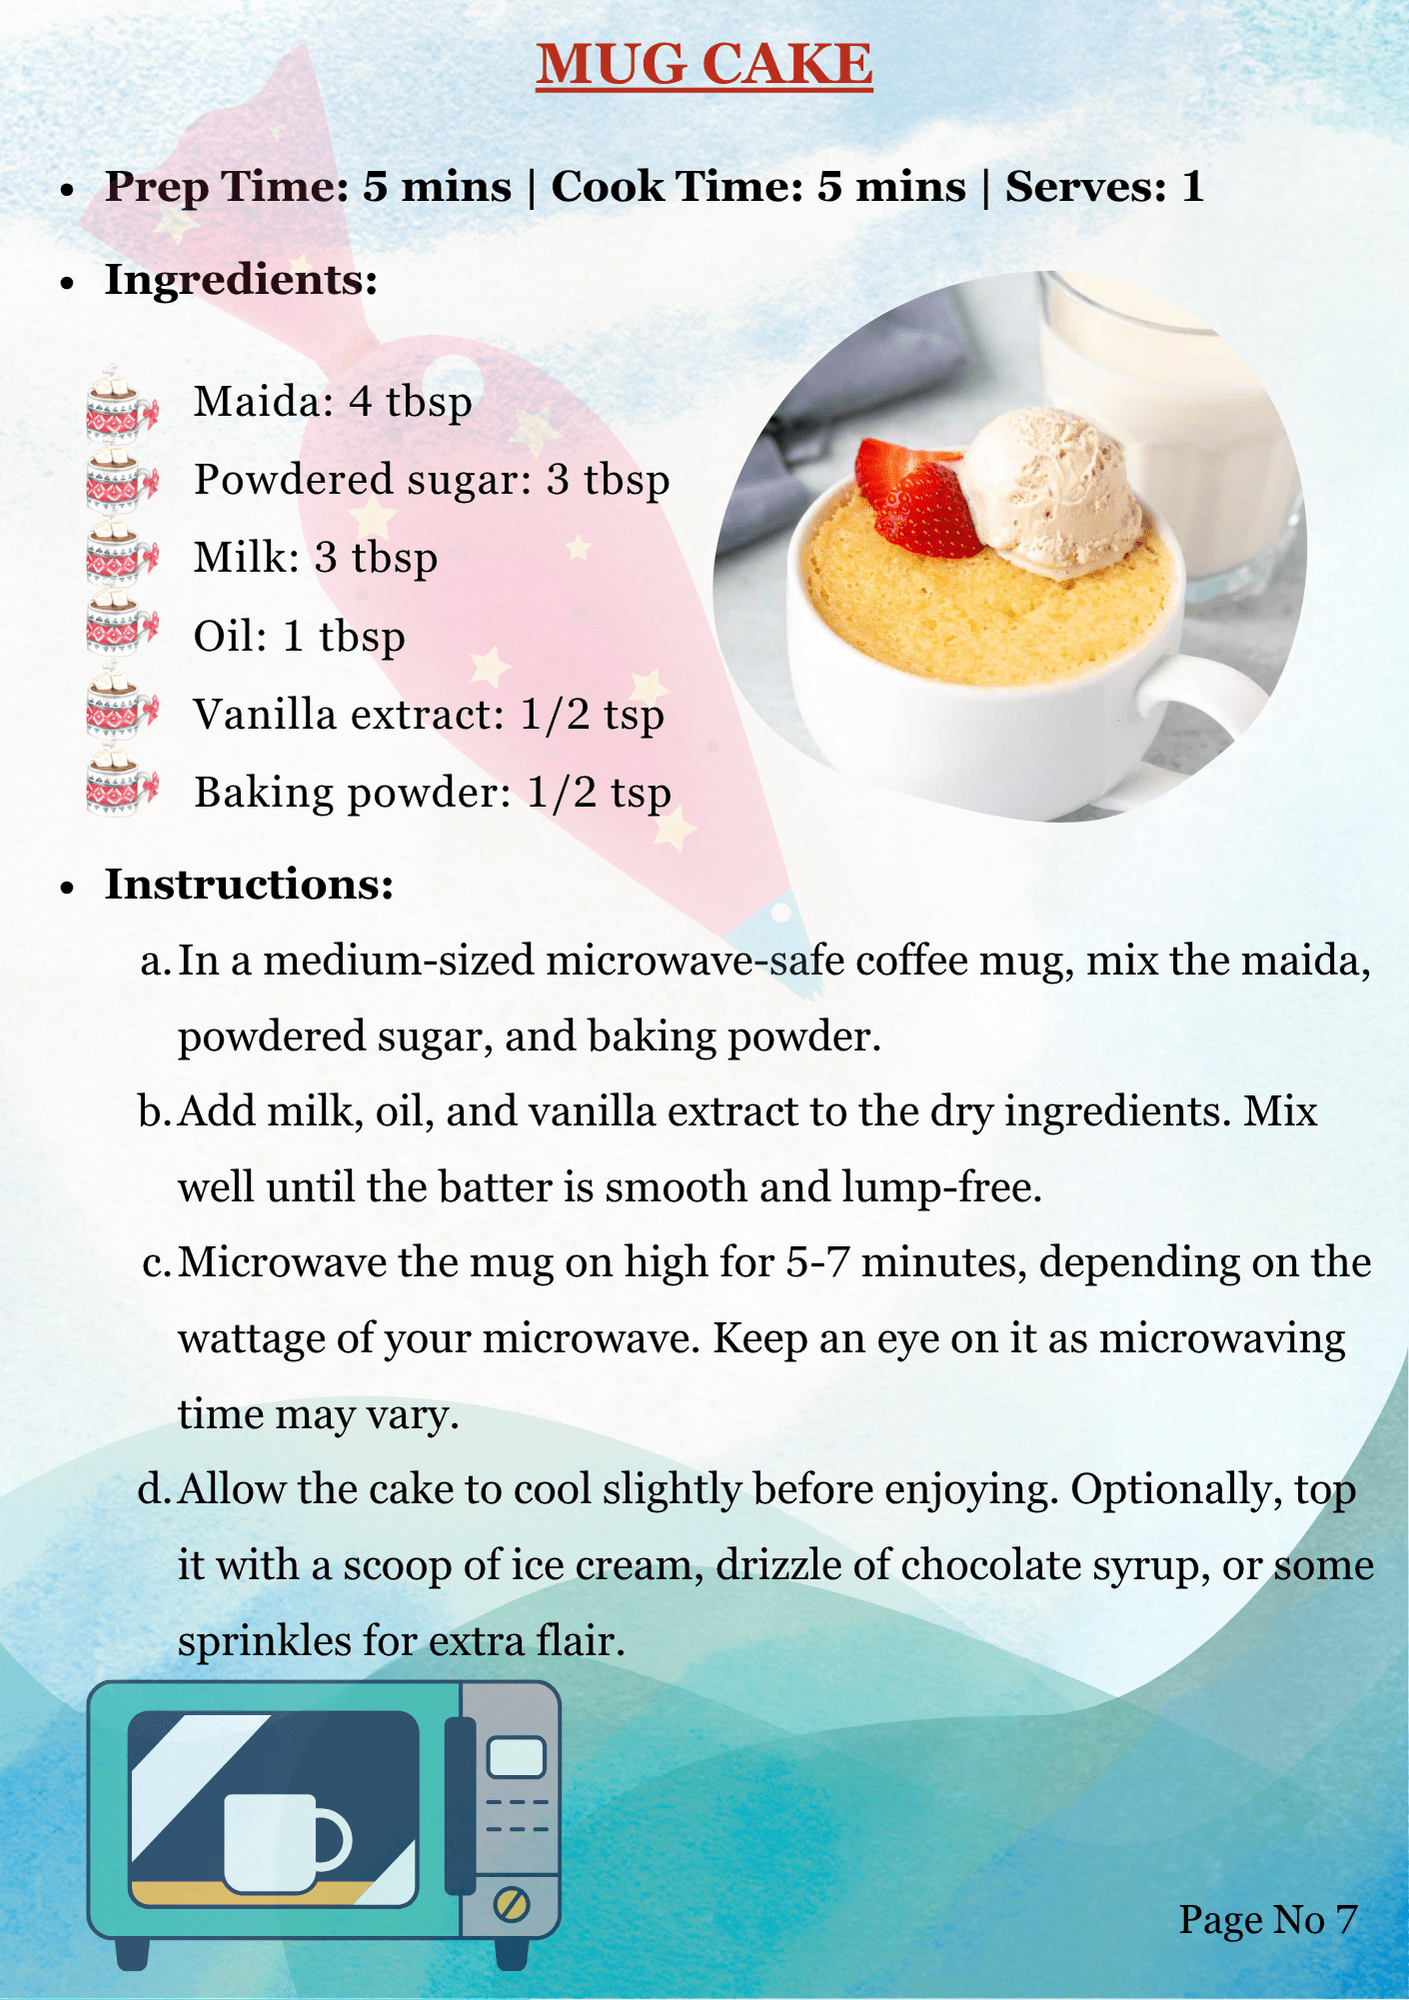 MUG CAKE
• Prep Time: 5 mins | Cook Time: 5 mins | Serves: 1
• Ingredients:
Maida: 4 tbsp
Powdered sugar: 3 tbsp
Milk: 3 tbsp
Oil: 1 tbsp
Vanilla extract: 1/2 tsp
Baking powder: 1/2 tsp
• Instructions:
a. In a medium-sized microwave-safe coffee mug, mix the maida,
powdered sugar, and baking powder.
b. Add milk, oil, and vanilla extract to the dry ingredients. Mix
well until the batter is smooth and lump-free.
c. Microwave the mug on high for 5-7 minutes, depending on the
wattage of your microwave. Keep an eye on it as microwaving
time may vary.
d. Allow the cake to cool slightly before enjoying. Optionally, top
it with a scoop of ice cream, drizzle of chocolate syrup, or some
sprinkles for extra flair.
Page No 7